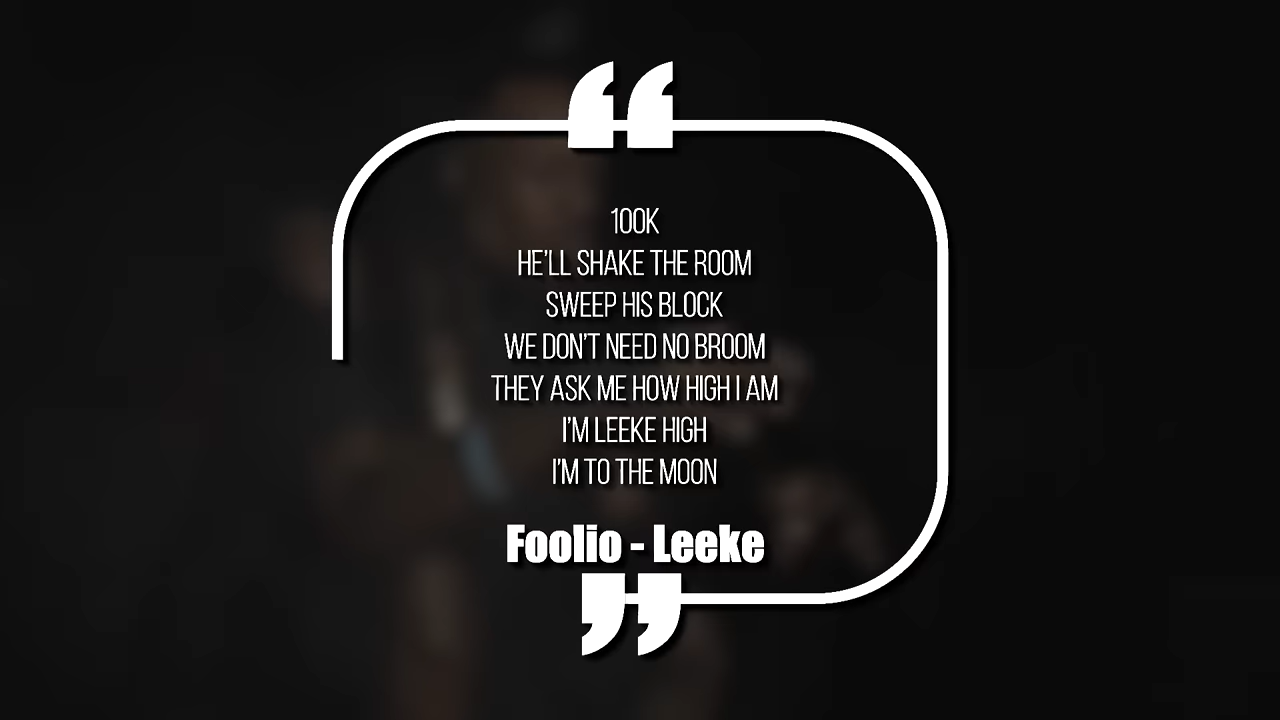 “
100K
HE'LL SHAKE THE ROOM
SWEEP HIS BLOCK
WE DON'T NEED NO BROOM
THEY ASK ME HOW HIGH I AM
I'M LEEKE HIGH
I'M TO THE MOON
Foolio - Leeke
”